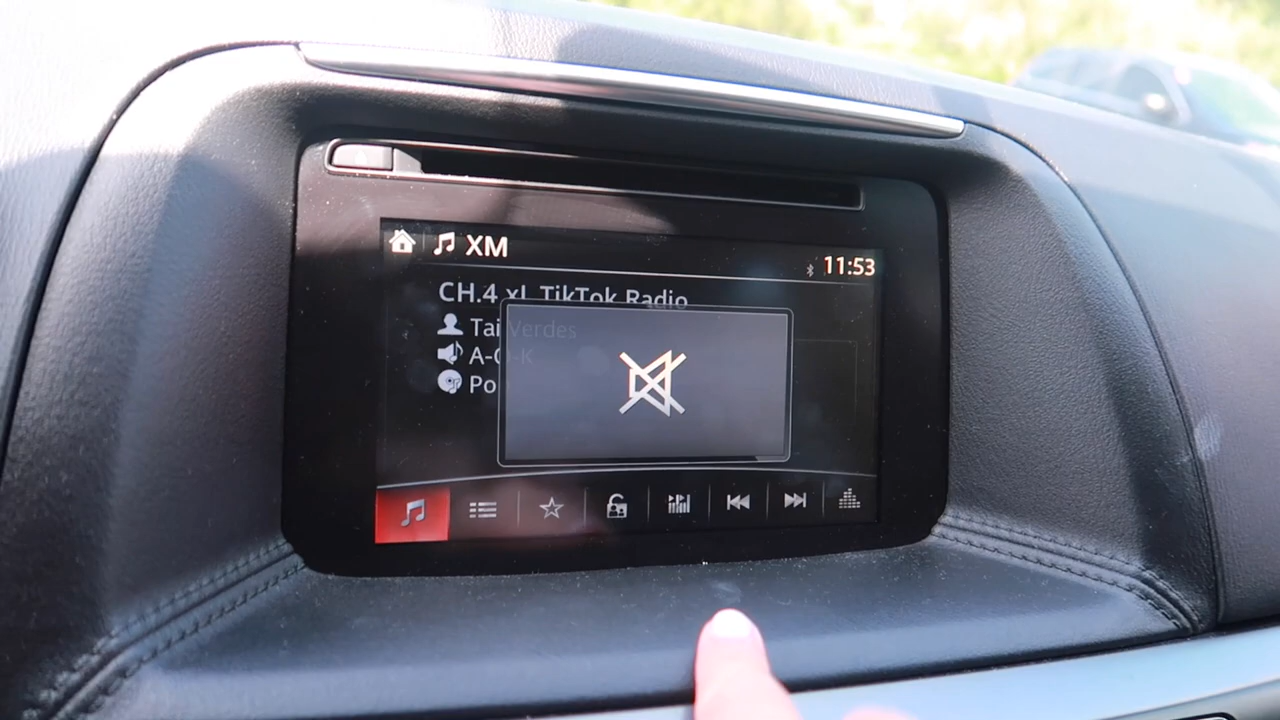 XM
11:53
CH.4 xL TikTok Radio
Tai Verdes
A-O-K
Po